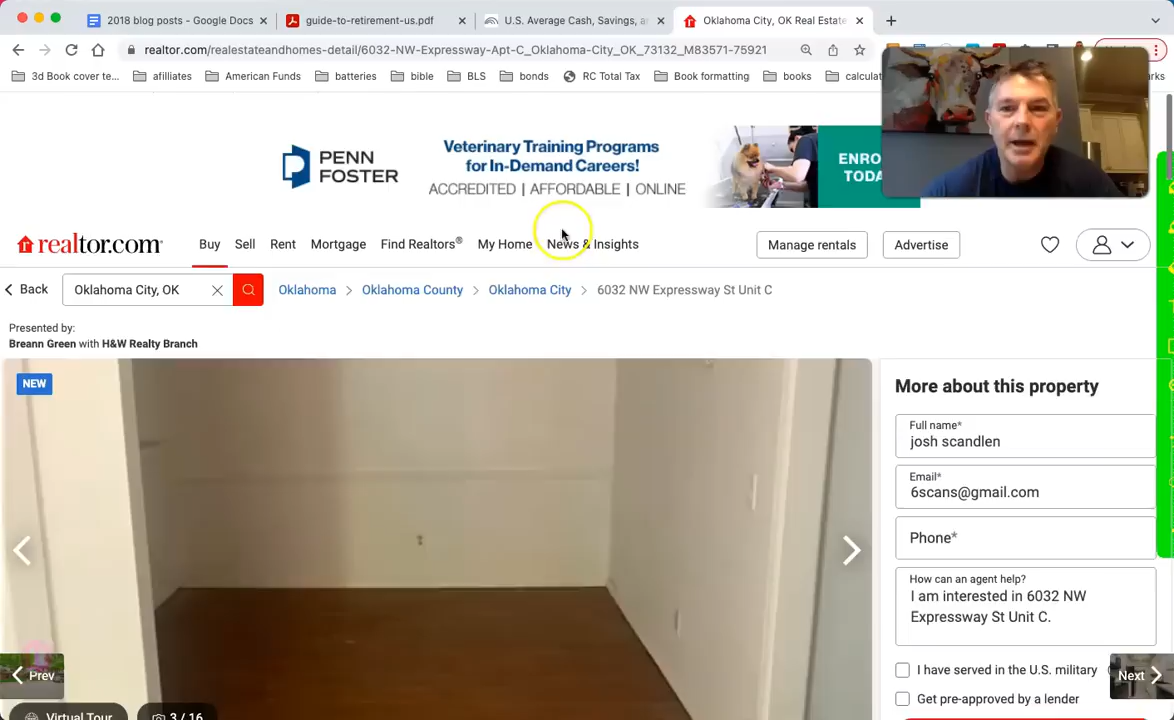 2018 blog posts - Google Docs
guide-to-retirement-us.pdf
U.S. Average Cash, Savings, a
Oklahoma City, OK Real Estate
realtor.com/realestateandhomes-detail/6032-NW-Expressway-Apt-C_Oklahoma-City_OK_73132_M83571-75921
3d Book cover te...
afiiliates
American Funds
batteries
bible
BLS
bonds
RC Total Tax
Book formatting
books
calculat
rks
PENN
FOSTER
Veterinary Training Programs
for In-Demand Careers!
ACCREDITED | AFFORDABLE | ONLINE
ENRO
TODA
realtor.com
Buy
Sell
Rent
Mortgage
Find Realtors®
My Home
News & Insights
Manage rentals
Advertise
Back
Oklahoma City, OK
Oklahoma > Oklahoma County > Oklahoma City > 6032 NW Expressway St Unit C
Presented by:
Breann Green with H&W Realty Branch
NEW
More about this property
Full name*
josh scandlen
Email*
6scans@gmail.com
Phone*
How can an agent help?
I am interested in 6032 NW
Expressway St Unit C.
I have served in the U.S. military
Get pre-approved by a lender
Prev
Next
Virtual Tour
3 / 16